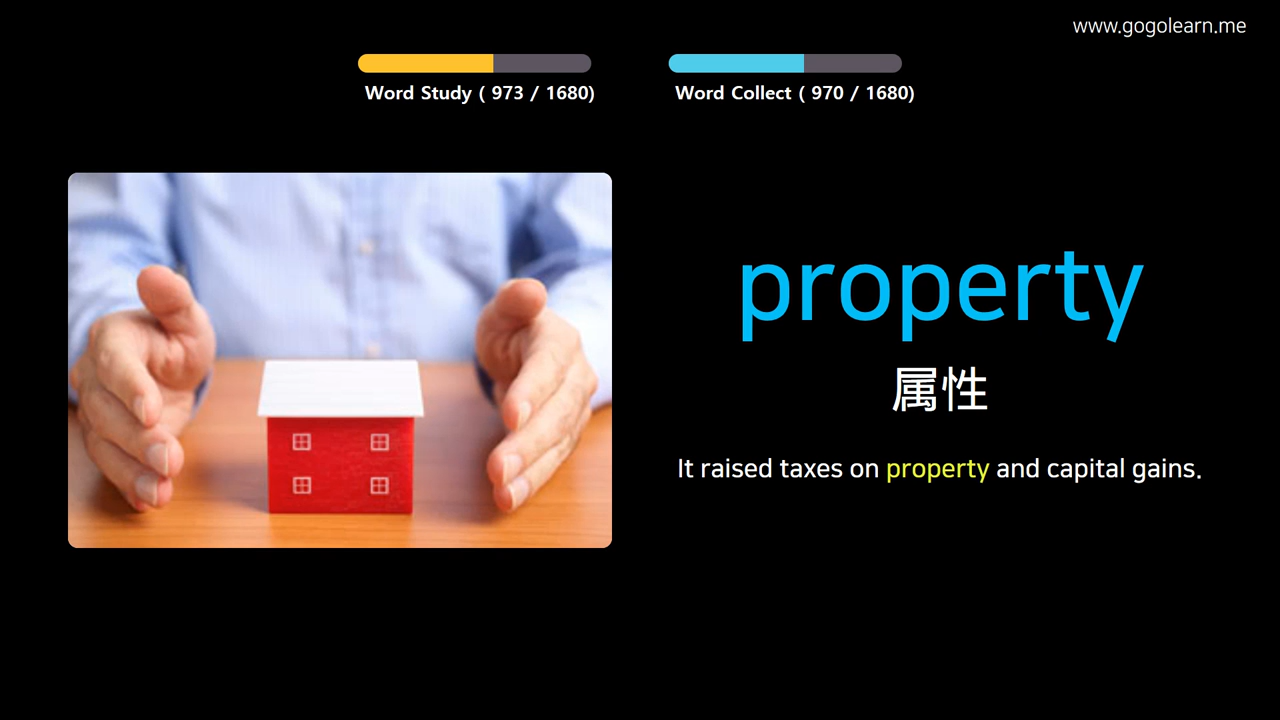 www.gogolearn.me
Word Study ( 973 / 1680)
Word Collect ( 970 / 1680)
property
属性
It raised taxes on property and capital gains.